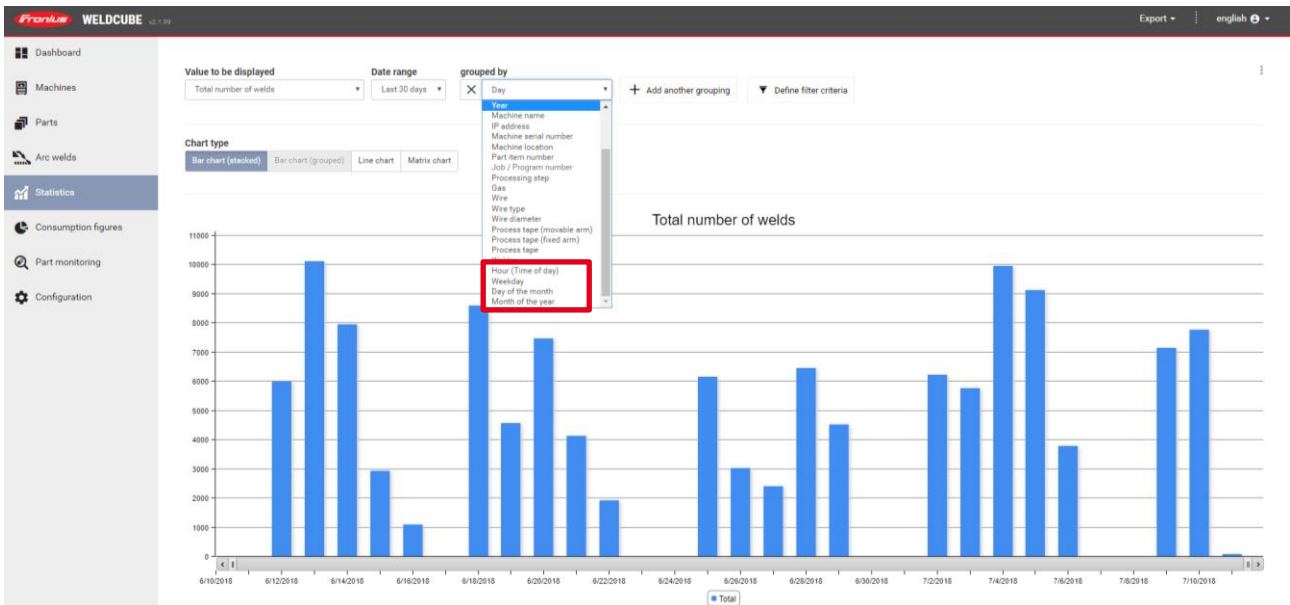 Fronius WELDCUBE v2.1.99 Export english
Dashboard
Machines
Parts
Arc welds
Statistics
Consumption figures
Part monitoring
Configuration
Value to be displayed Date range grouped by
Total number of welds Last 30 days Day + Add another grouping Define filter criteria
Year
Machine name
IP address
Machine serial number
Machine location
Part item number
Job / Program number
Processing step
Gas
Wire
Wire type
Wire diameter
Process tape (movable arm)
Process tape (fixed arm)
Process tape
Hour (Time of day)
Weekday
Day of the month
Month of the year
Chart type
Bar chart (stacked) Bar chart (grouped) Line chart Matrix chart
Total number of welds
11000
10000
9000
8000
7000
6000
5000
4000
3000
2000
1000
0
6/10/2018 6/12/2018 6/14/2018 6/16/2018 6/18/2018 6/20/2018 6/22/2018 6/24/2018 6/26/2018 6/28/2018 6/30/2018 7/2/2018 7/4/2018 7/6/2018 7/8/2018 7/10/2018
Total